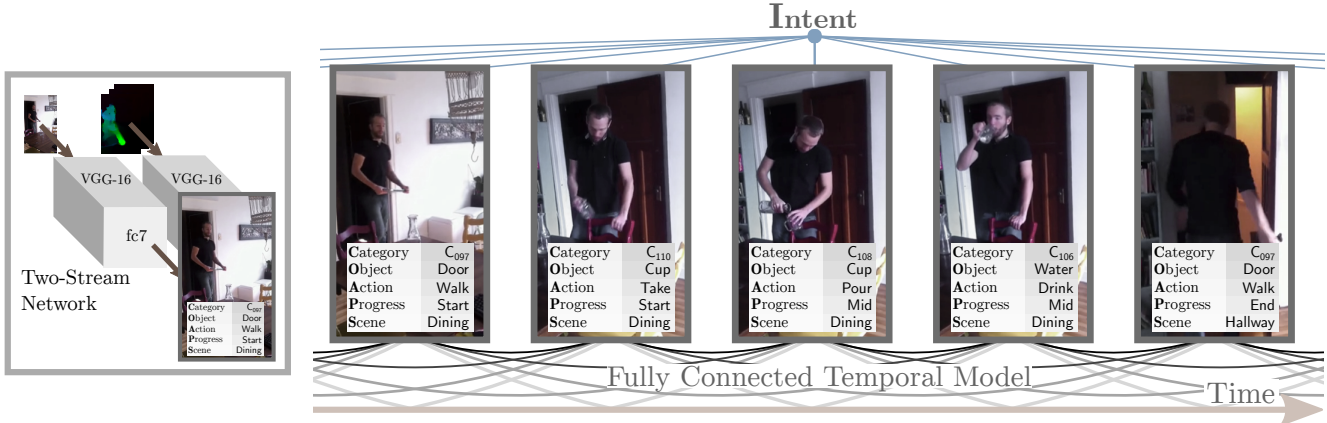 Intent
VGG-16
VGG-16
fc7
Two-Stream
Network
Category C097
Object Door
Action Walk
Progress Start
Scene Dining
Category C097
Object Door
Action Walk
Progress Start
Scene Dining
Category C110
Object Cup
Action Take
Progress Start
Scene Dining
Category C108
Object Cup
Action Pour
Progress Mid
Scene Dining
Category C106
Object Water
Action Drink
Progress Mid
Scene Dining
Category C097
Object Door
Action Walk
Progress End
Scene Hallway
Fully Connected Temporal Model
Time